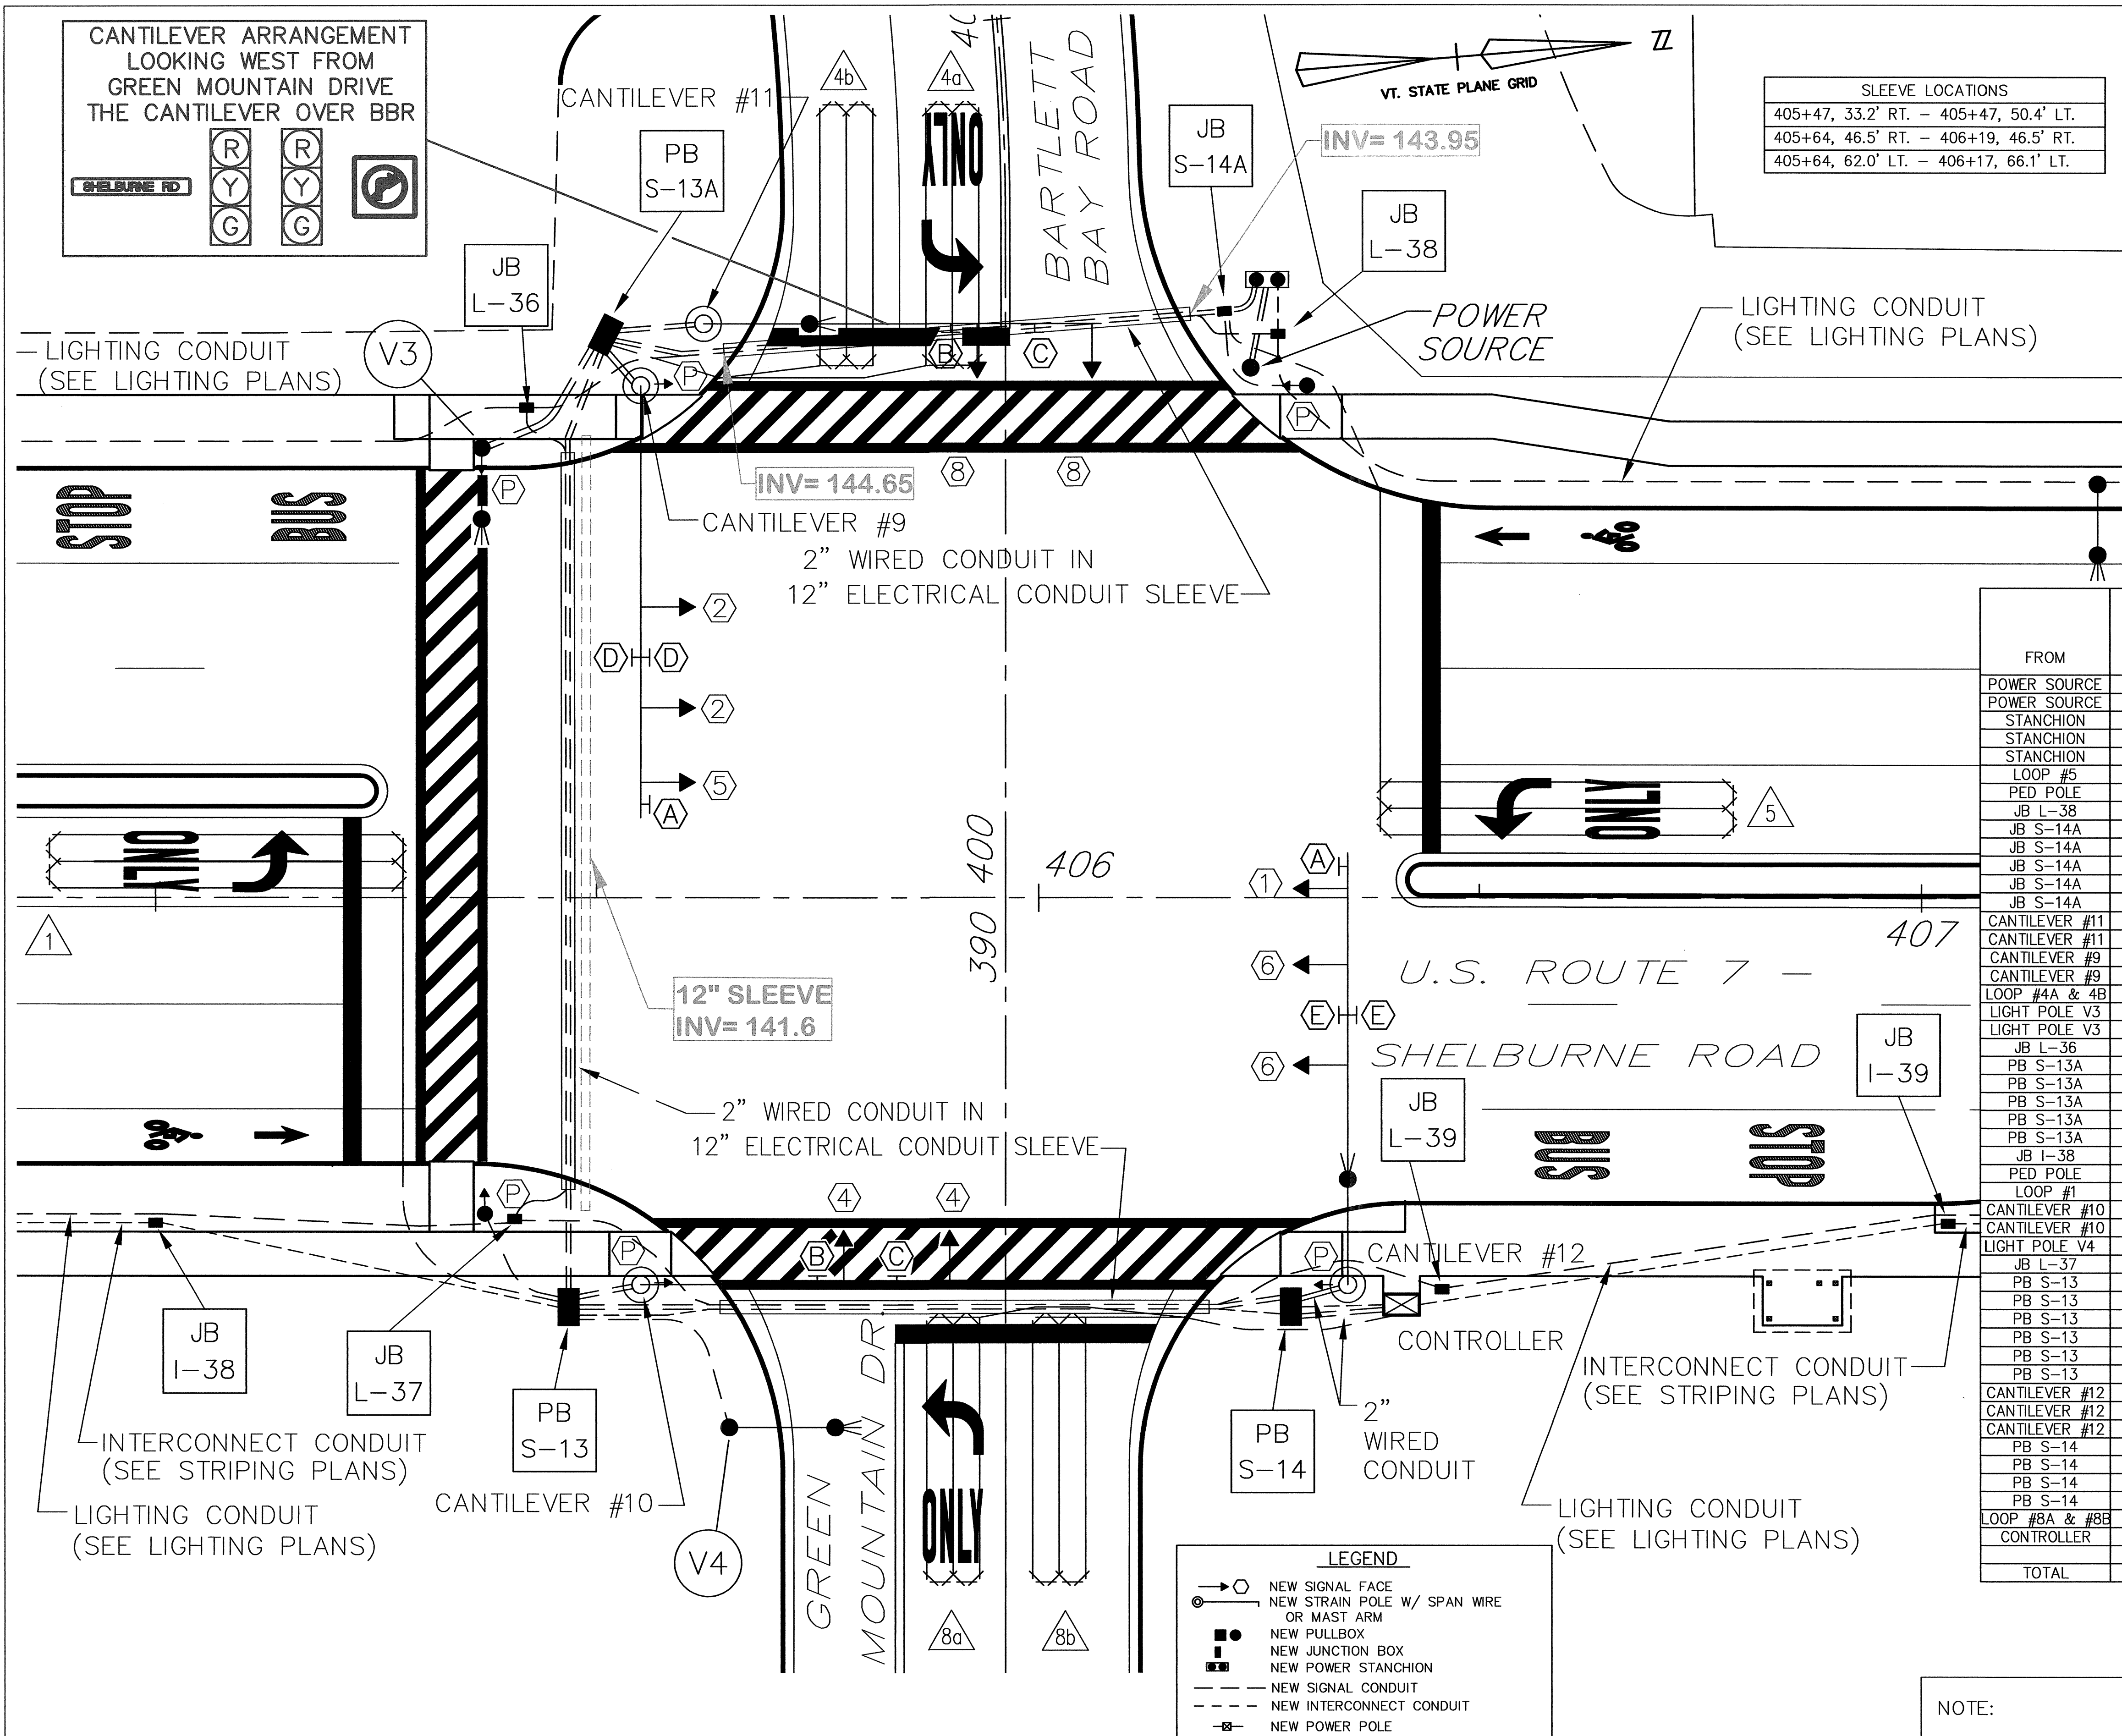 CANTILEVER ARRANGEMENT
LOOKING WEST FROM
GREEN MOUNTAIN DRIVE
THE CANTILEVER OVER BBR
SHELBURNE RD
R R
Y Y
G G
CANTILEVER #11
4b
4a
40
ONLY
BARTLETT
BAY ROAD
VT. STATE PLANE GRID
Z
SLEEVE LOCATIONS
405+47, 33.2' RT. – 405+47, 50.4' LT.
405+64, 46.5' RT. – 406+19, 46.5' RT.
405+64, 62.0' LT. – 406+17, 66.1' LT.
PB
S–13A
JB
S–14A
INV= 143.95
JB
L–38
JB
L–36
POWER
SOURCE
LIGHTING CONDUIT
(SEE LIGHTING PLANS)
LIGHTING CONDUIT
(SEE LIGHTING PLANS)
V3
B
C
P
P
P
INV= 144.65
8
8
CANTILEVER #9
2" WIRED CONDUIT IN
12" ELECTRICAL CONDUIT SLEEVE
STOP
BUS
2
D D
2
5
A
ONLY
ONLY
5
1
390 400
406
407
A
1
6
E E
6
12" SLEEVE
INV= 141.6
U.S. ROUTE 7 –
SHELBURNE ROAD
JB
I–39
JB
L–39
2" WIRED CONDUIT IN
12" ELECTRICAL CONDUIT SLEEVE
BUS
STOP
P
4
4
P
B
C
P
CANTILEVER #12
CONTROLLER
JB
I–38
JB
L–37
PB
S–13
PB
S–14
2"
WIRED
CONDUIT
INTERCONNECT CONDUIT
(SEE STRIPING PLANS)
INTERCONNECT CONDUIT
(SEE STRIPING PLANS)
LIGHTING CONDUIT
(SEE LIGHTING PLANS)
LIGHTING CONDUIT
(SEE LIGHTING PLANS)
CANTILEVER #10
V4
GREEN
MOUNTAIN DR
ONLY
8a
8b
LEGEND
NEW SIGNAL FACE
NEW STRAIN POLE W/ SPAN WIRE
OR MAST ARM
NEW PULLBOX
NEW JUNCTION BOX
NEW POWER STANCHION
NEW SIGNAL CONDUIT
NEW INTERCONNECT CONDUIT
NEW POWER POLE
FROM
POWER SOURCE
POWER SOURCE
STANCHION
STANCHION
STANCHION
LOOP #5
PED POLE
JB L–38
JB S–14A
JB S–14A
JB S–14A
JB S–14A
JB S–14A
CANTILEVER #11
CANTILEVER #11
CANTILEVER #9
CANTILEVER #9
LOOP #4A & 4B
LIGHT POLE V3
LIGHT POLE V3
JB L–36
PB S–13A
PB S–13A
PB S–13A
PB S–13A
PB S–13A
JB I–38
PED POLE
LOOP #1
CANTILEVER #10
CANTILEVER #10
LIGHT POLE V4
JB L–37
PB S–13
PB S–13
PB S–13
PB S–13
PB S–13
PB S–13
CANTILEVER #12
CANTILEVER #12
CANTILEVER #12
PB S–14
PB S–14
PB S–14
PB S–14
LOOP #8A & #8B
CONTROLLER
TOTAL
NOTE: